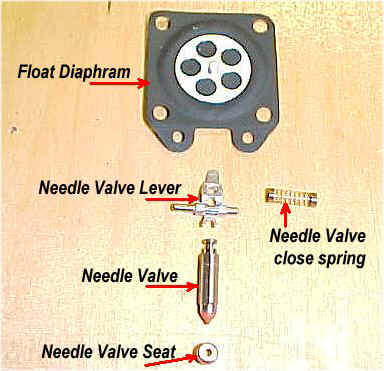 Float Diaphram
Needle Valve Lever
Needle Valve
close spring
Needle Valve
Needle Valve Seat